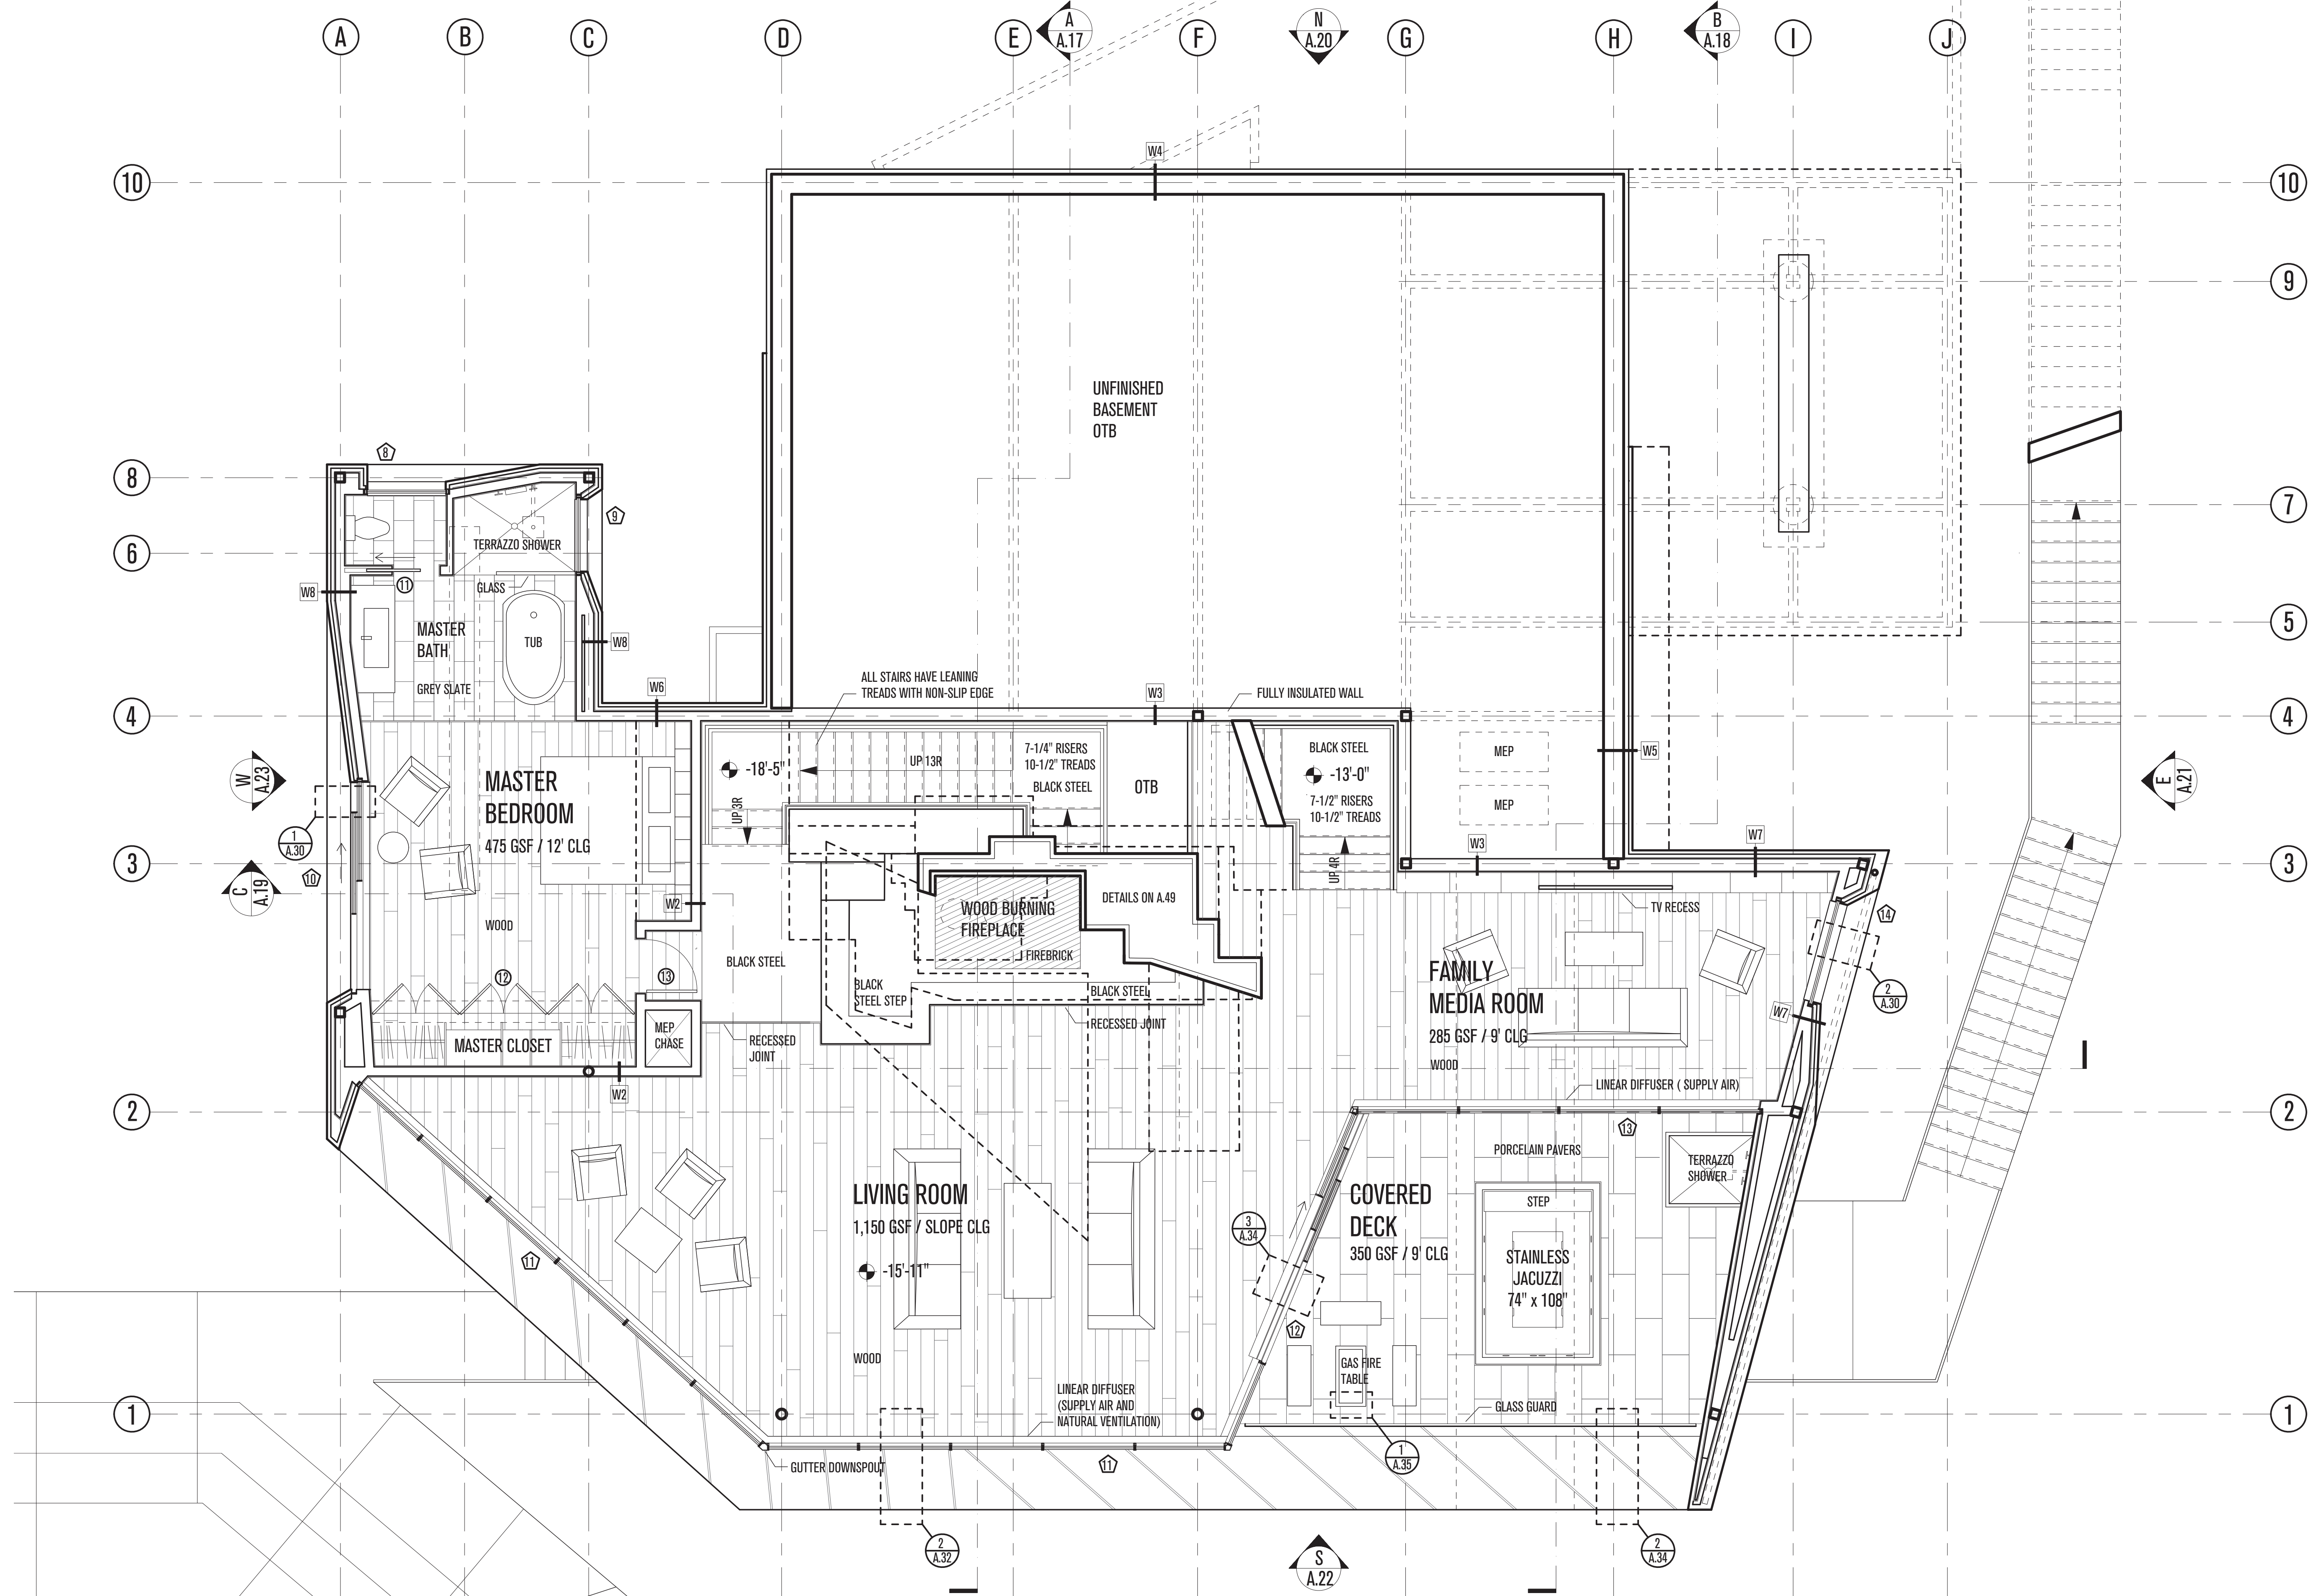 A
B
C
D
E
A
A.17
F
N
A.20
G
H
B
A.18
I
J
10
W4
10
9
UNFINISHED
BASEMENT
OTB
8
8
9
7
6
TERRAZZO SHOWER
11
GLASS
W8
MASTER
BATH
TUB
W8
5
GREY SLATE
W6
ALL STAIRS HAVE LEANING
TREADS WITH NON-SLIP EDGE
W3
FULLY INSULATED WALL
4
4
W
A.23
MASTER
BEDROOM
475 GSF / 12' CLG
-18'-5"
UP 13R
UP 3R
7-1/4" RISERS
10-1/2" TREADS
BLACK STEEL
OTB
BLACK STEEL
-13'-0"
7-1/2" RISERS
10-1/2" TREADS
UP 4R
MEP
MEP
W5
E
A.21
1
A.30
3
10
C
A.19
W3
W7
3
W2
WOOD
WOOD BURNING
FIREPLACE
FIREBRICK
DETAILS ON A.49
TV RECESS
14
12
13
BLACK STEEL
BLACK
STEEL STEP
BLACK STEEL
RECESSED JOINT
FAMILY
MEDIA ROOM
285 GSF / 9' CLG
WOOD
2
A.30
W7
MASTER CLOSET
MEP
CHASE
RECESSED
JOINT
W2
LINEAR DIFFUSER ( SUPPLY AIR)
2
13
2
PORCELAIN PAVERS
TERRAZZO
SHOWER
LIVING ROOM
1,150 GSF / SLOPE CLG
-15'-11"
COVERED
DECK
350 GSF / 9' CLG
STEP
STAINLESS
JACUZZI
74" x 108"
3
A.34
11
12
WOOD
GAS FIRE
TABLE
LINEAR DIFFUSER
(SUPPLY AIR AND
NATURAL VENTILATION)
GLASS GUARD
1
1
GUTTER DOWNSPOUT
11
1
A.35
2
A.32
S
A.22
2
A.34